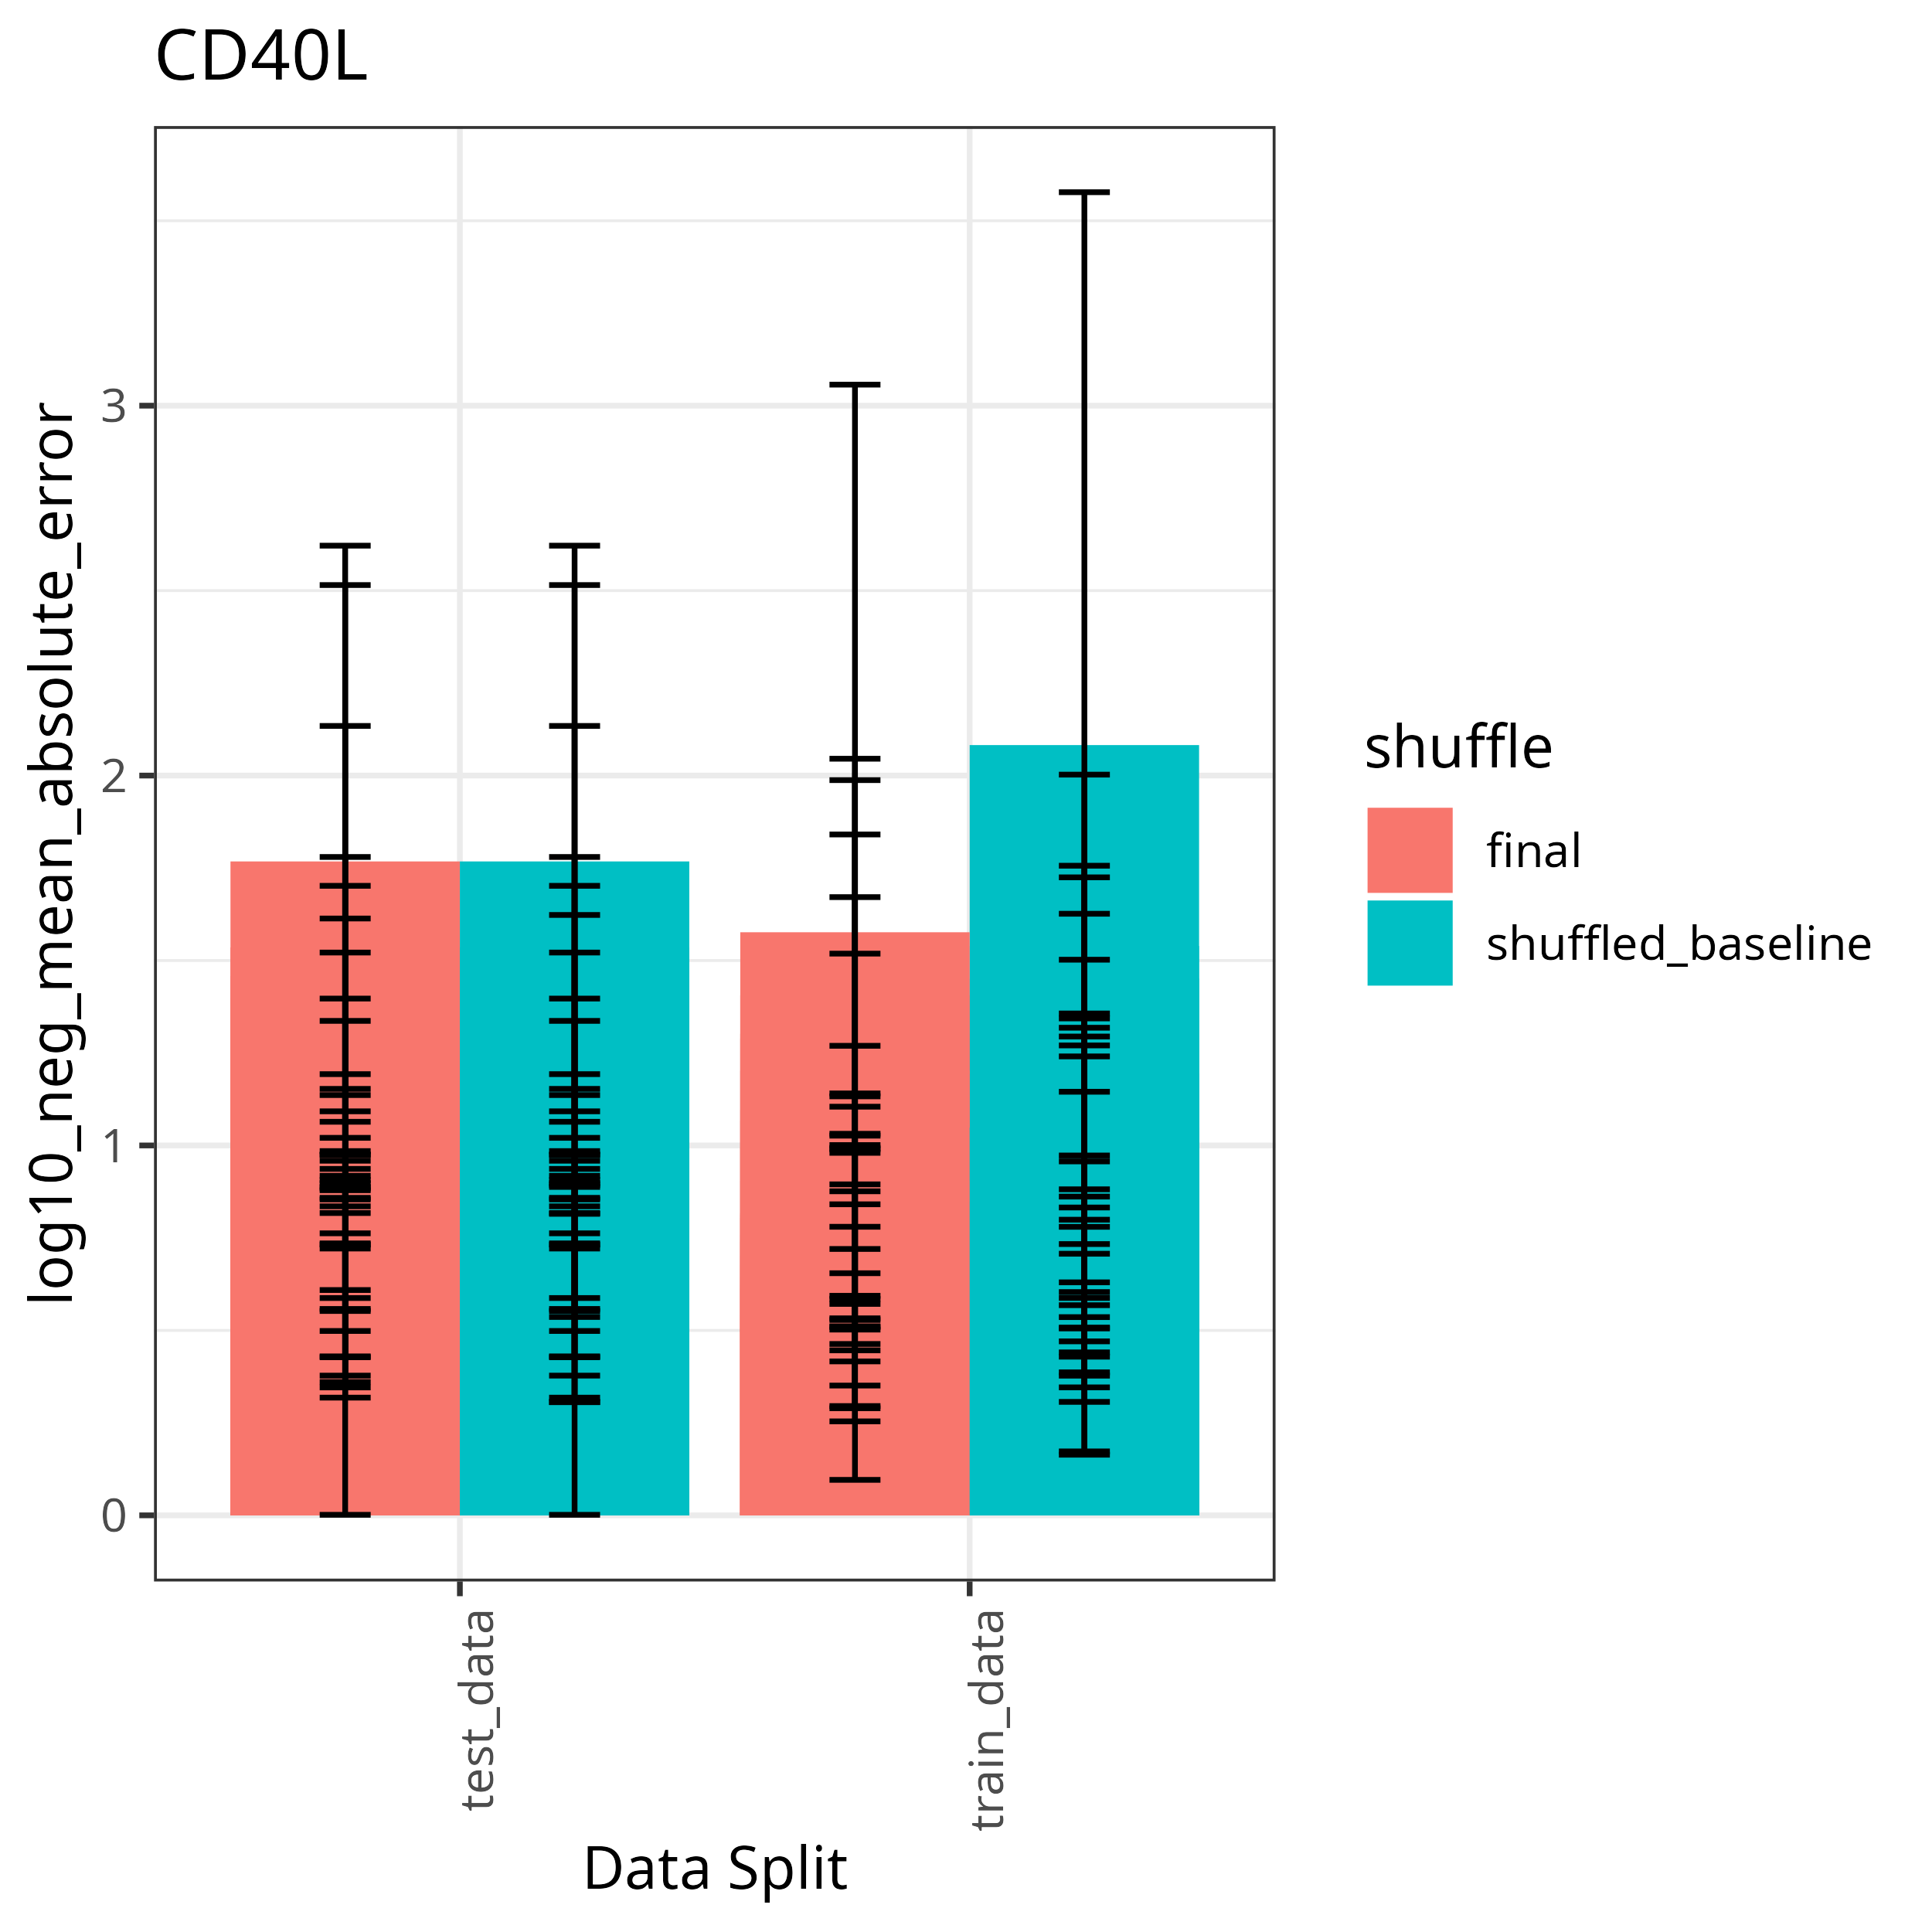 CD40L
log10_neg_mean_absolute_error
3
2
1
0
test_data
train_data
Data Split
shuffle
final
shuffled_baseline